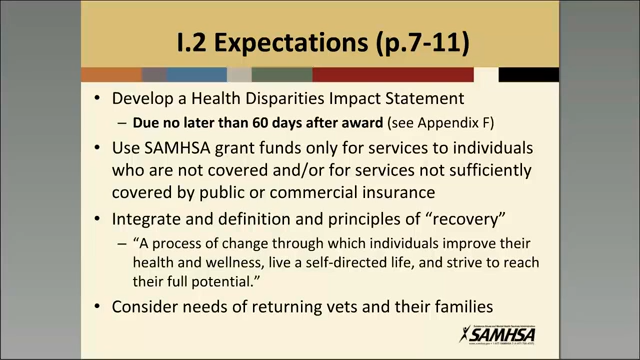 I.2 Expectations (p.7-11)
• Develop a Health Disparities Impact Statement
– Due no later than 60 days after award (see Appendix F)
• Use SAMHSA grant funds only for services to individuals
who are not covered and/or for services not sufficiently
covered by public or commercial insurance
• Integrate and definition and principles of “recovery”
– “A process of change through which individuals improve their
health and wellness, live a self-directed life, and strive to reach
their full potential.”
• Consider needs of returning vets and their families
SAMHSA